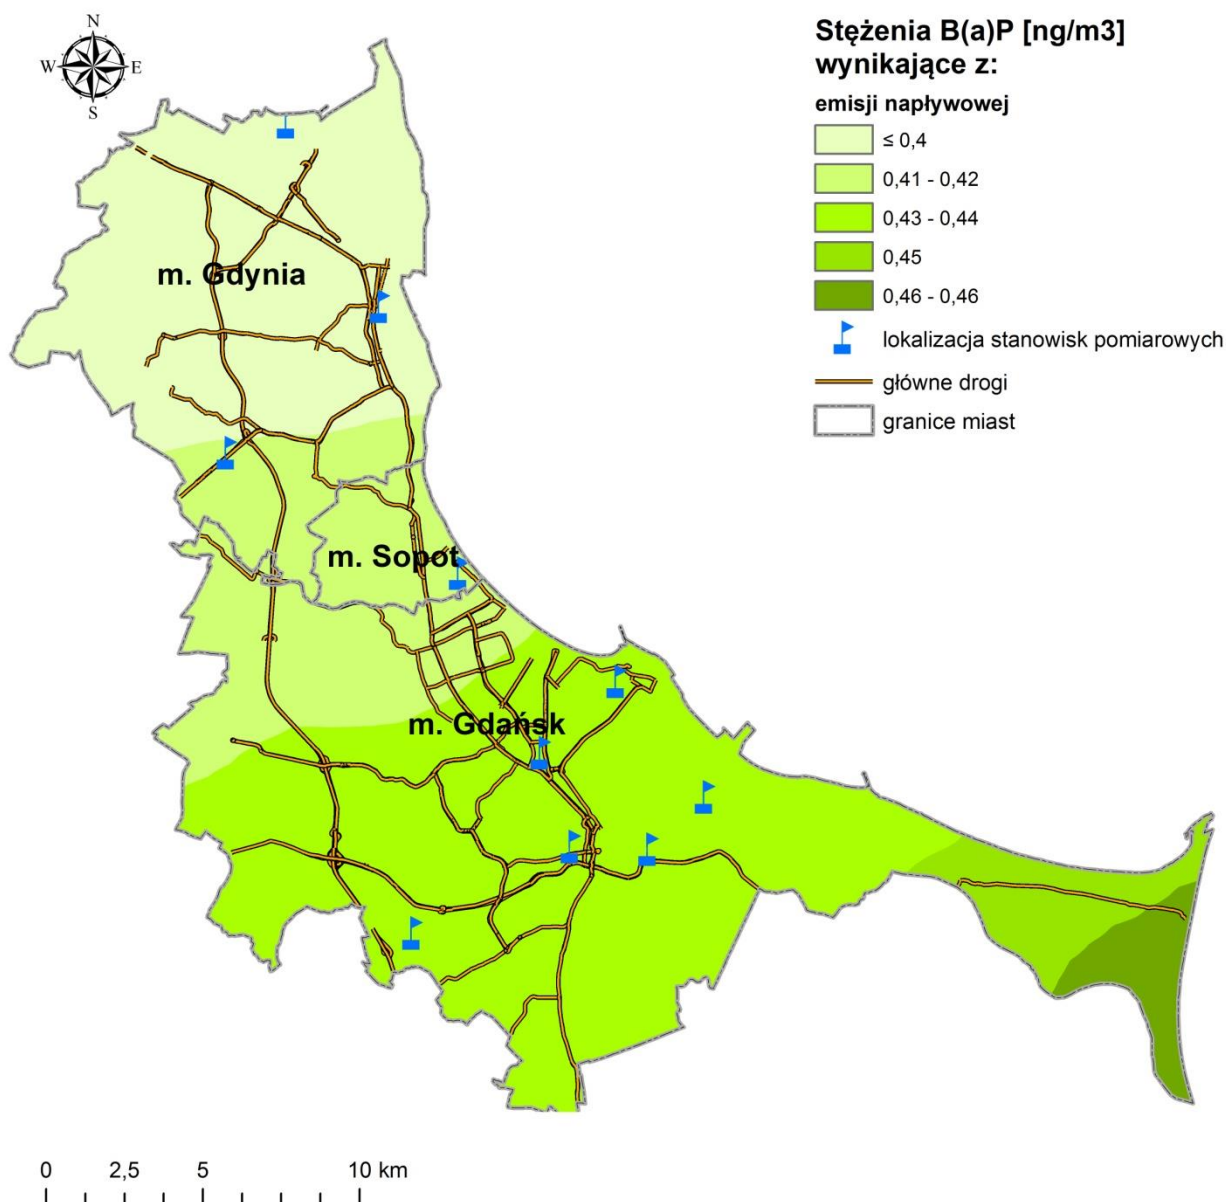 N
W E
S
Stężenia B(a)P [ng/m3]
wynikające z:
emisji napływowej
≤ 0,4
0,41 - 0,42
0,43 - 0,44
0,45
0,46 - 0,46
lokalizacja stanowisk pomiarowych
główne drogi
granice miast
m. Gdynia
m. Sopot
m. Gdańsk
0 2,5 5 10 km